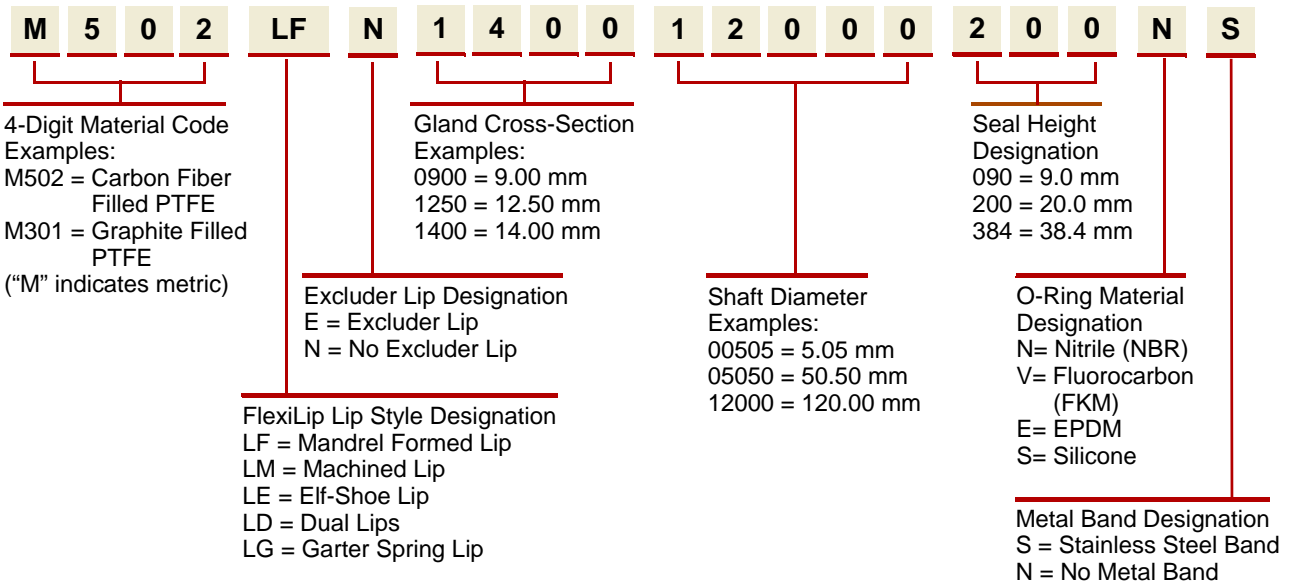 M 5 0 2 LF N 1 4 0 0 1 2 0 0 0 2 0 0 N S
4-Digit Material Code
Examples:
M502 = Carbon Fiber
Filled PTFE
M301 = Graphite Filled
PTFE
(“M” indicates metric)
Gland Cross-Section
Examples:
0900 = 9.00 mm
1250 = 12.50 mm
1400 = 14.00 mm
Seal Height
Designation
090 = 9.0 mm
200 = 20.0 mm
384 = 38.4 mm
Excluder Lip Designation
E = Excluder Lip
N = No Excluder Lip
Shaft Diameter
Examples:
00505 = 5.05 mm
05050 = 50.50 mm
12000 = 120.00 mm
O-Ring Material
Designation
N= Nitrile (NBR)
V= Fluorocarbon
(FKM)
E= EPDM
S= Silicone
FlexiLip Lip Style Designation
LF = Mandrel Formed Lip
LM = Machined Lip
LE = Elf-Shoe Lip
LD = Dual Lips
LG = Garter Spring Lip
Metal Band Designation
S = Stainless Steel Band
N = No Metal Band